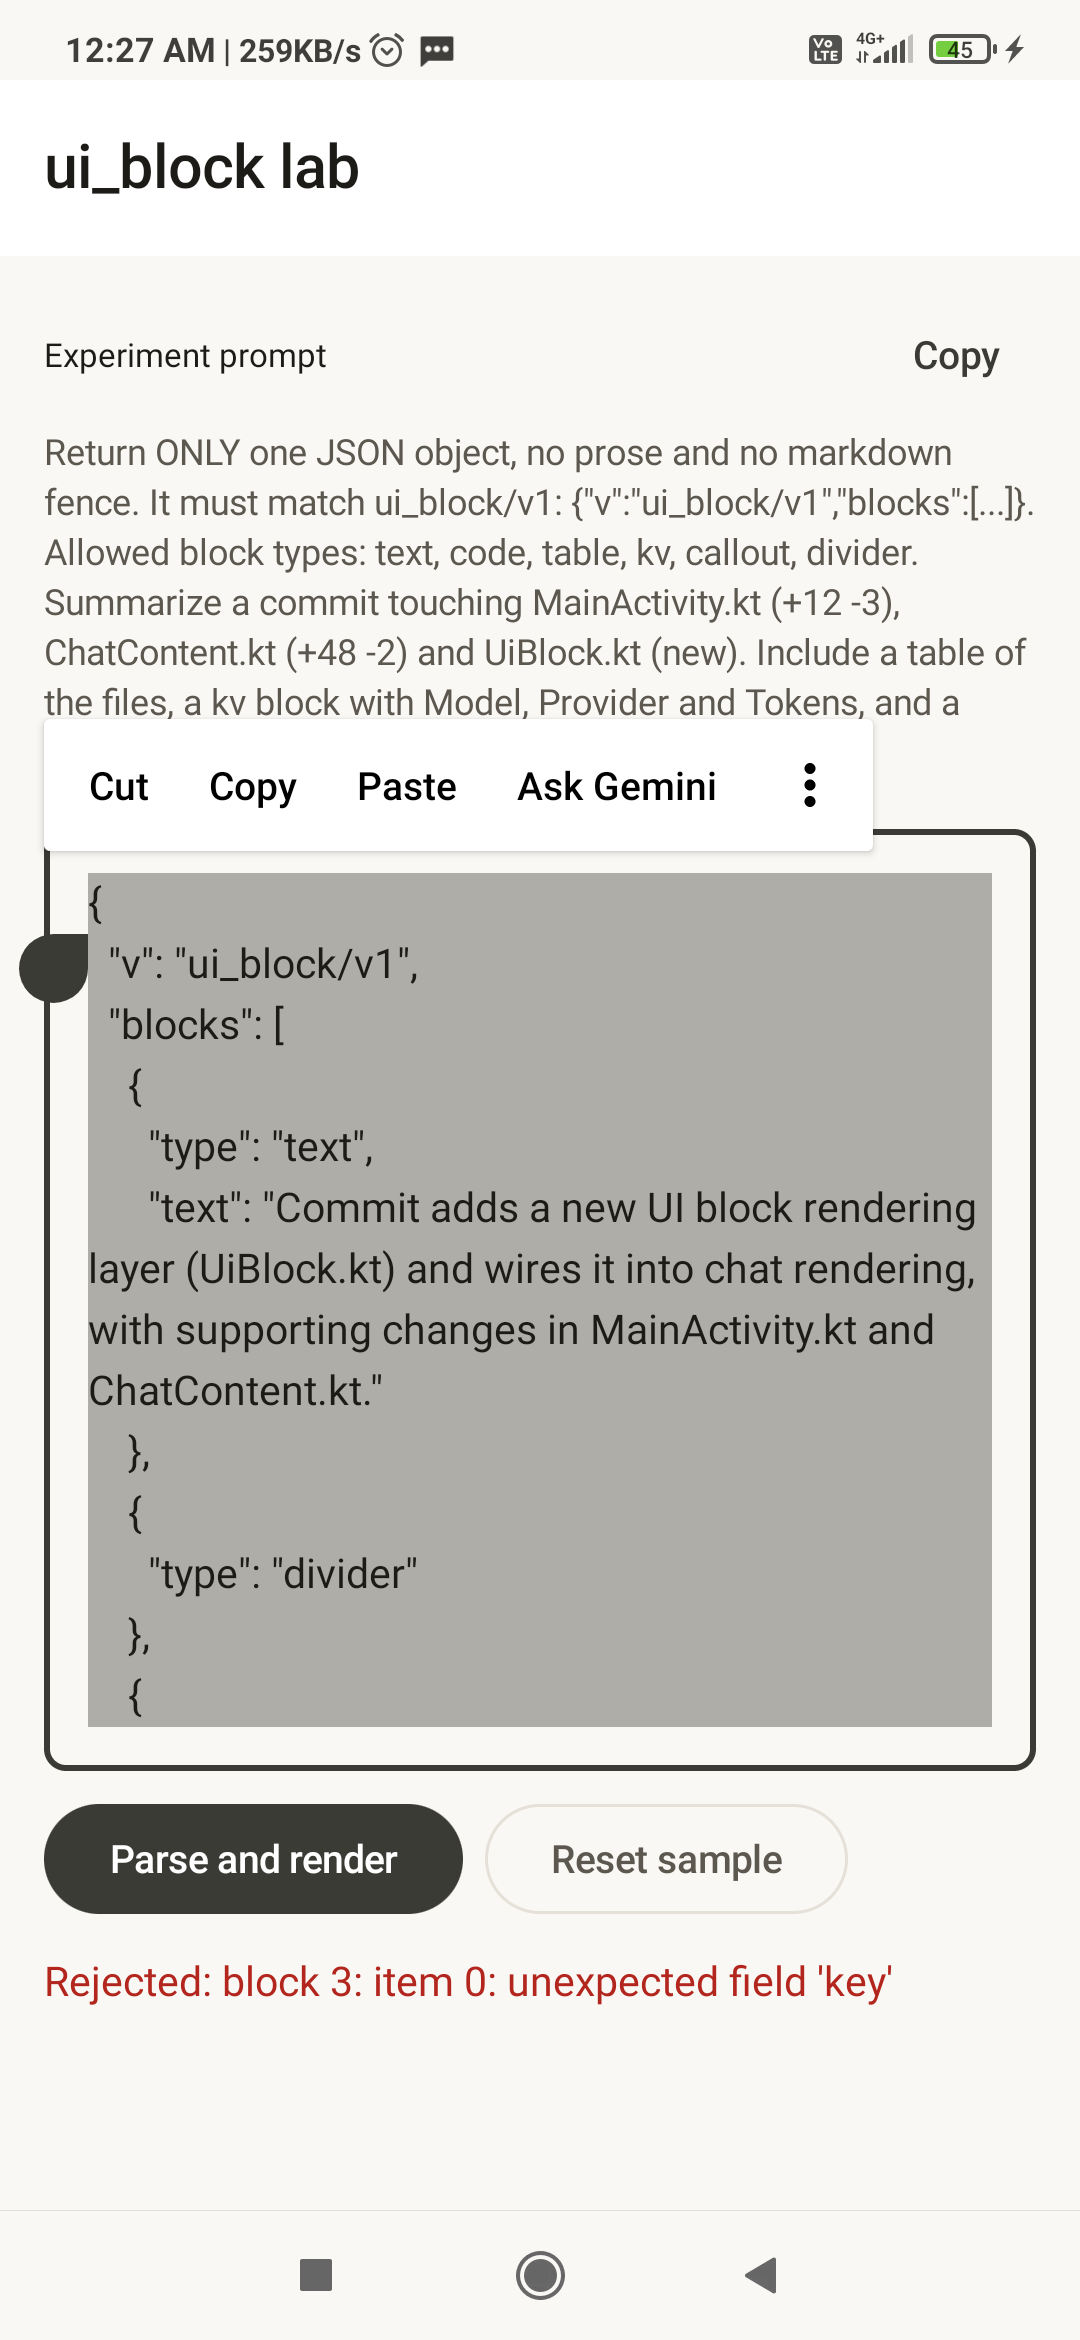 12:27 AM | 259KB/s
Vo LTE 4G+ 45
ui_block lab
Experiment prompt
Copy
Return ONLY one JSON object, no prose and no markdown
fence. It must match ui_block/v1: {"v":"ui_block/v1","blocks":[...]}.
Allowed block types: text, code, table, kv, callout, divider.
Summarize a commit touching MainActivity.kt (+12 -3),
ChatContent.kt (+48 -2) and UiBlock.kt (new). Include a table of
the files, a kv block with Model, Provider and Tokens, and a
Cut Copy Paste Ask Gemini
{
"v": "ui_block/v1",
"blocks": [
{
"type": "text",
"text": "Commit adds a new UI block rendering
layer (UiBlock.kt) and wires it into chat rendering,
with supporting changes in MainActivity.kt and
ChatContent.kt."
},
{
"type": "divider"
},
{
Parse and render
Reset sample
Rejected: block 3: item 0: unexpected field 'key'